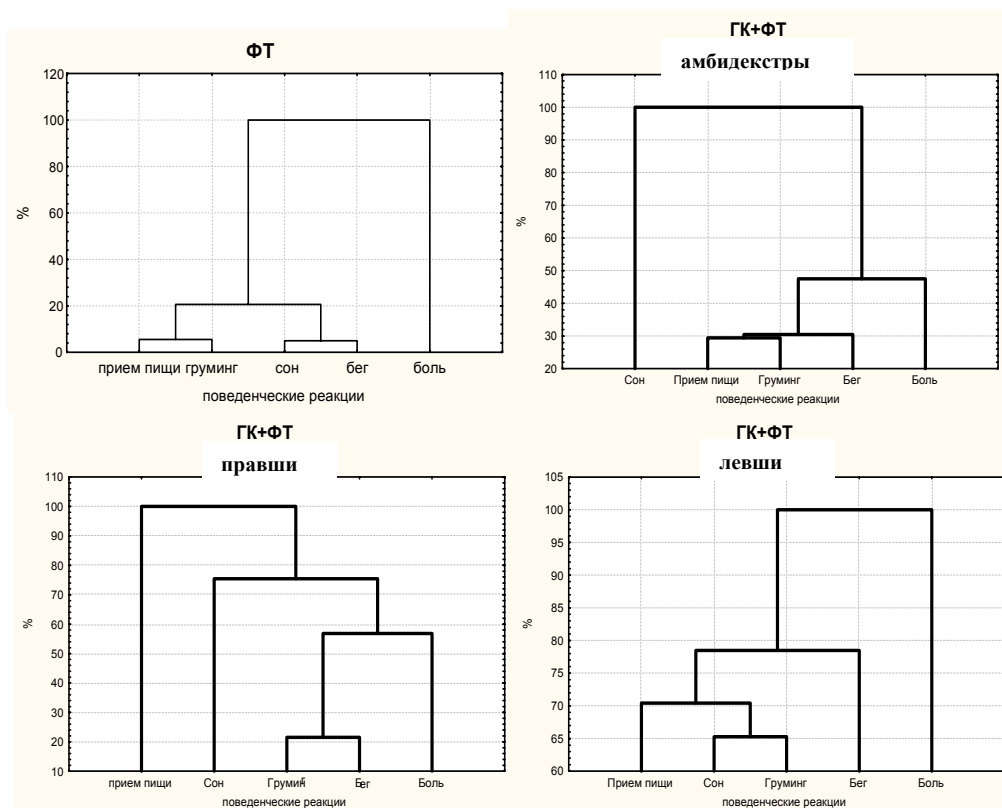 ФТ
120
100
80
60
40
20
0
%
прием пищи груминг сон бег боль
поведенческие реакции
ГК+ФТ
амбидекстры
110
100
90
80
70
60
50
40
30
20
%
Сон Прием пищи Груминг Бег Боль
поведенческие реакции
ГК+ФТ
правши
110
100
90
80
70
60
50
40
30
20
10
%
прием пищи Сон Груминг Бег Боль
поведенческие реакции
ГК+ФТ
левши
105
100
95
90
85
80
75
70
65
60
%
Прием пищи Сон Груминг Бег Боль
поведенческие реакции